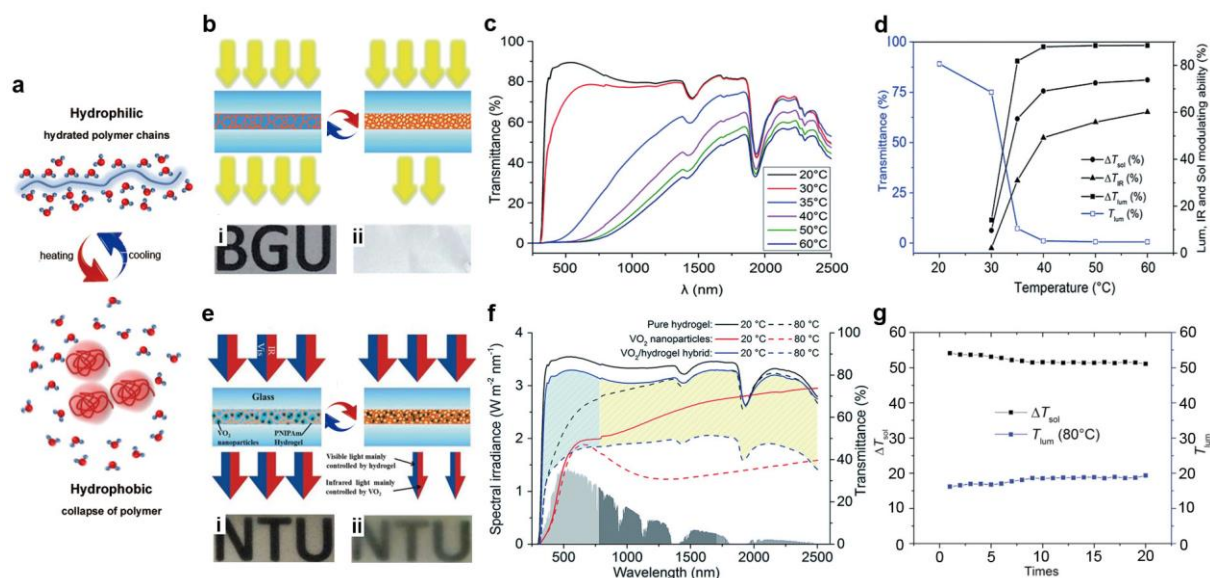 a
Hydrophilic
hydrated polymer chains
heating
cooling
Hydrophobic
collapse of polymer
b
i
BGU
ii
c
Transmittance (%)
100
80
60
40
20
0
20°C
30°C
35°C
40°C
50°C
60°C
500
1000
1500
2000
2500
λ (nm)
d
Transmittance (%)
100
75
50
25
0
ΔTsol (%)
ΔTIR (%)
ΔTlum (%)
Tlum (%)
80
60
40
20
0
Lum, IR and Sol modulating ability (%)
20
30
40
50
60
Temperature (°C)
e
IR
Vis
Glass
VO2
nanoparticles
PNIPAm
Hydrogel
Visible light mainly
controlled by hydrogel
Infrared light mainly
controlled by VO2
i
NTU
ii
NTU
f
Pure hydrogel: 20 °C 80 °C
VO2 nanoparticles: 20 °C 80 °C
VO2/hydrogel hybrid: 20 °C 80 °C
Spectral irradiance (W m-2 nm-1)
4
3
2
1
0
100
80
60
40
20
0
Transmittance (%)
500
1000
1500
2000
2500
Wavelength (nm)
g
ΔTsol
60
50
40
30
20
10
0
ΔTsol
Tlum (80°C)
60
50
40
30
20
10
0
Tlum
0
5
10
15
20
Times